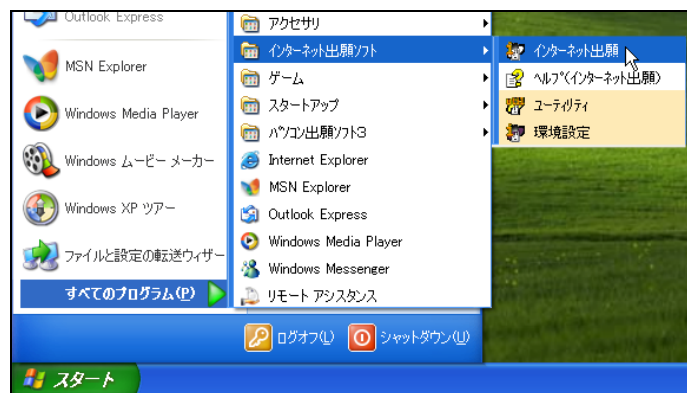 Outlook Express
MSN Explorer
Windows Media Player
Windows ムービー メーカー
Windows XP ツアー
ファイルと設定の転送ウィザー
すべてのプログラム(P)
アクセサリ
インターネット出願ソフト
ゲーム
スタートアップ
パソコン出願ソフト3
Internet Explorer
MSN Explorer
Outlook Express
Windows Media Player
Windows Messenger
リモート アシスタンス
インターネット出願
ヘルプ(インターネット出願)
ユーティリティ
環境設定
ログオフ(L)
シャットダウン(U)
スタート